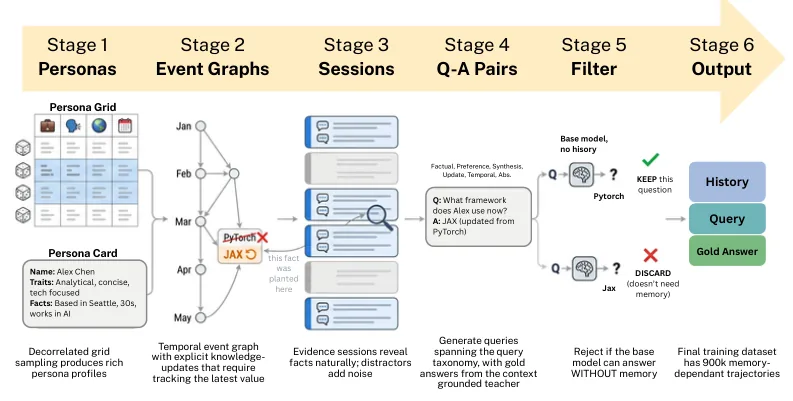 Stage 1
Personas
Stage 2
Event Graphs
Stage 3
Sessions
Stage 4
Q-A Pairs
Stage 5
Filter
Stage 6
Output
Persona Grid
Persona Card
Name: Alex Chen
Traits: Analytical, concise,
tech focused
Facts: Based in Seattle, 30s,
works in AI
Decorrelated grid
sampling produces rich
persona profiles
Jan
Feb
Mar
Apr
May
PyTorch
JAX
Temporal event graph
with explicit knowledge-
updates that require
tracking the latest value
this fact
was
planted
here
Evidence sessions reveal
facts naturally; distractors
add noise
Factual, Preference, Synthesis,
Update, Temporal, Abs.
Q: What framework
does Alex use now?
A: JAX (updated from
PyTorch)
Generate queries
spanning the query
taxonomy, with gold
answers from the context
grounded teacher
Base model,
no hisory
Q
?
Pytorch
KEEP this
question
Q
?
Jax
DISCARD
(doesn't need
memory)
Reject if the base
model can answer
WITHOUT memory
History
Query
Gold Answer
Final training dataset
has 900k memory-
dependant trajectories